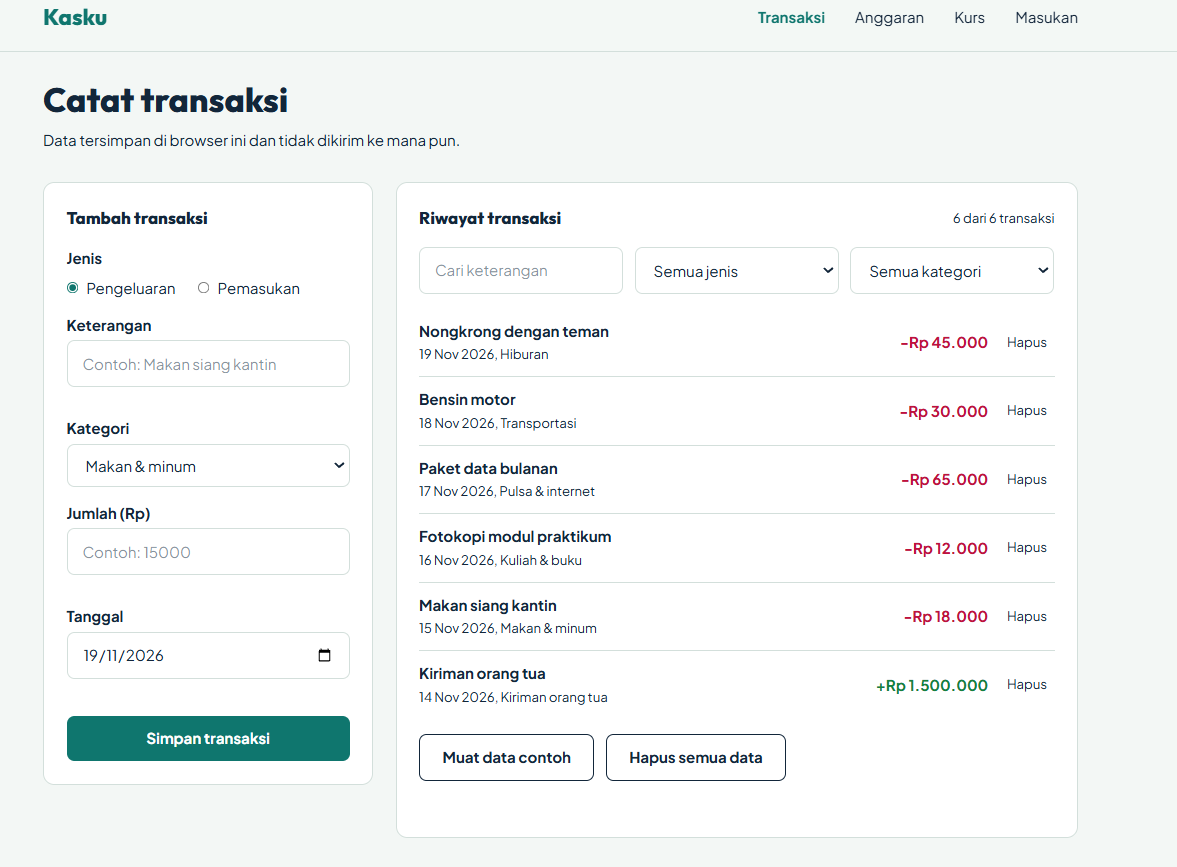 Kasku
Transaksi Anggaran Kurs Masukan
Catat transaksi
Data tersimpan di browser ini dan tidak dikirim ke mana pun.
Tambah transaksi
Jenis
Pengeluaran Pemasukan
Keterangan
Contoh: Makan siang kantin
Kategori
Makan & minum
Jumlah (Rp)
Contoh: 15000
Tanggal
19/11/2026
Simpan transaksi
Riwayat transaksi
6 dari 6 transaksi
Cari keterangan
Semua jenis
Semua kategori
Nongkrong dengan teman
19 Nov 2026, Hiburan
-Rp 45.000 Hapus
Bensin motor
18 Nov 2026, Transportasi
-Rp 30.000 Hapus
Paket data bulanan
17 Nov 2026, Pulsa & internet
-Rp 65.000 Hapus
Fotokopi modul praktikum
16 Nov 2026, Kuliah & buku
-Rp 12.000 Hapus
Makan siang kantin
15 Nov 2026, Makan & minum
-Rp 18.000 Hapus
Kiriman orang tua
14 Nov 2026, Kiriman orang tua
+Rp 1.500.000 Hapus
Muat data contoh
Hapus semua data